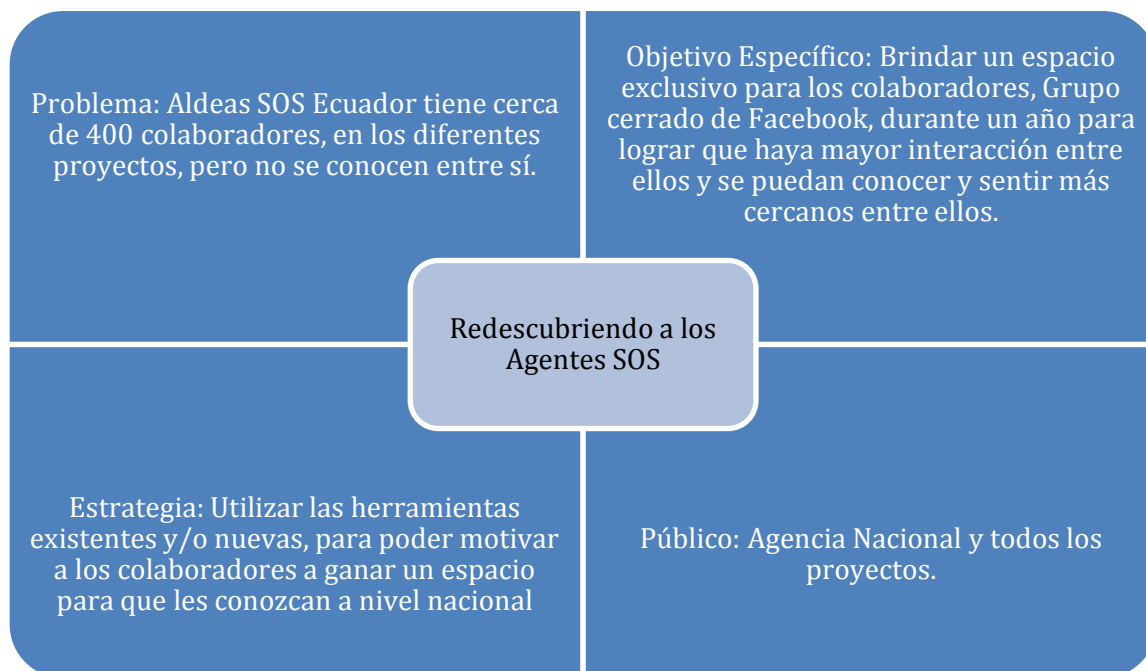 Problema: Aldeas SOS Ecuador tiene cerca
de 400 colaboradores, en los diferentes
proyectos, pero no se conocen entre sí.
Objetivo Específico: Brindar un espacio
exclusivo para los colaboradores, Grupo
cerrado de Facebook, durante un año para
lograr que haya mayor interacción entre
ellos y se puedan conocer y sentir más
cercanos entre ellos.
Redescubriendo a los
Agentes SOS
Estrategia: Utilizar las herramientas
existentes y/o nuevas, para poder motivar
a los colaboradores a ganar un espacio
para que les conozcan a nivel nacional
Público: Agencia Nacional y todos los
proyectos.